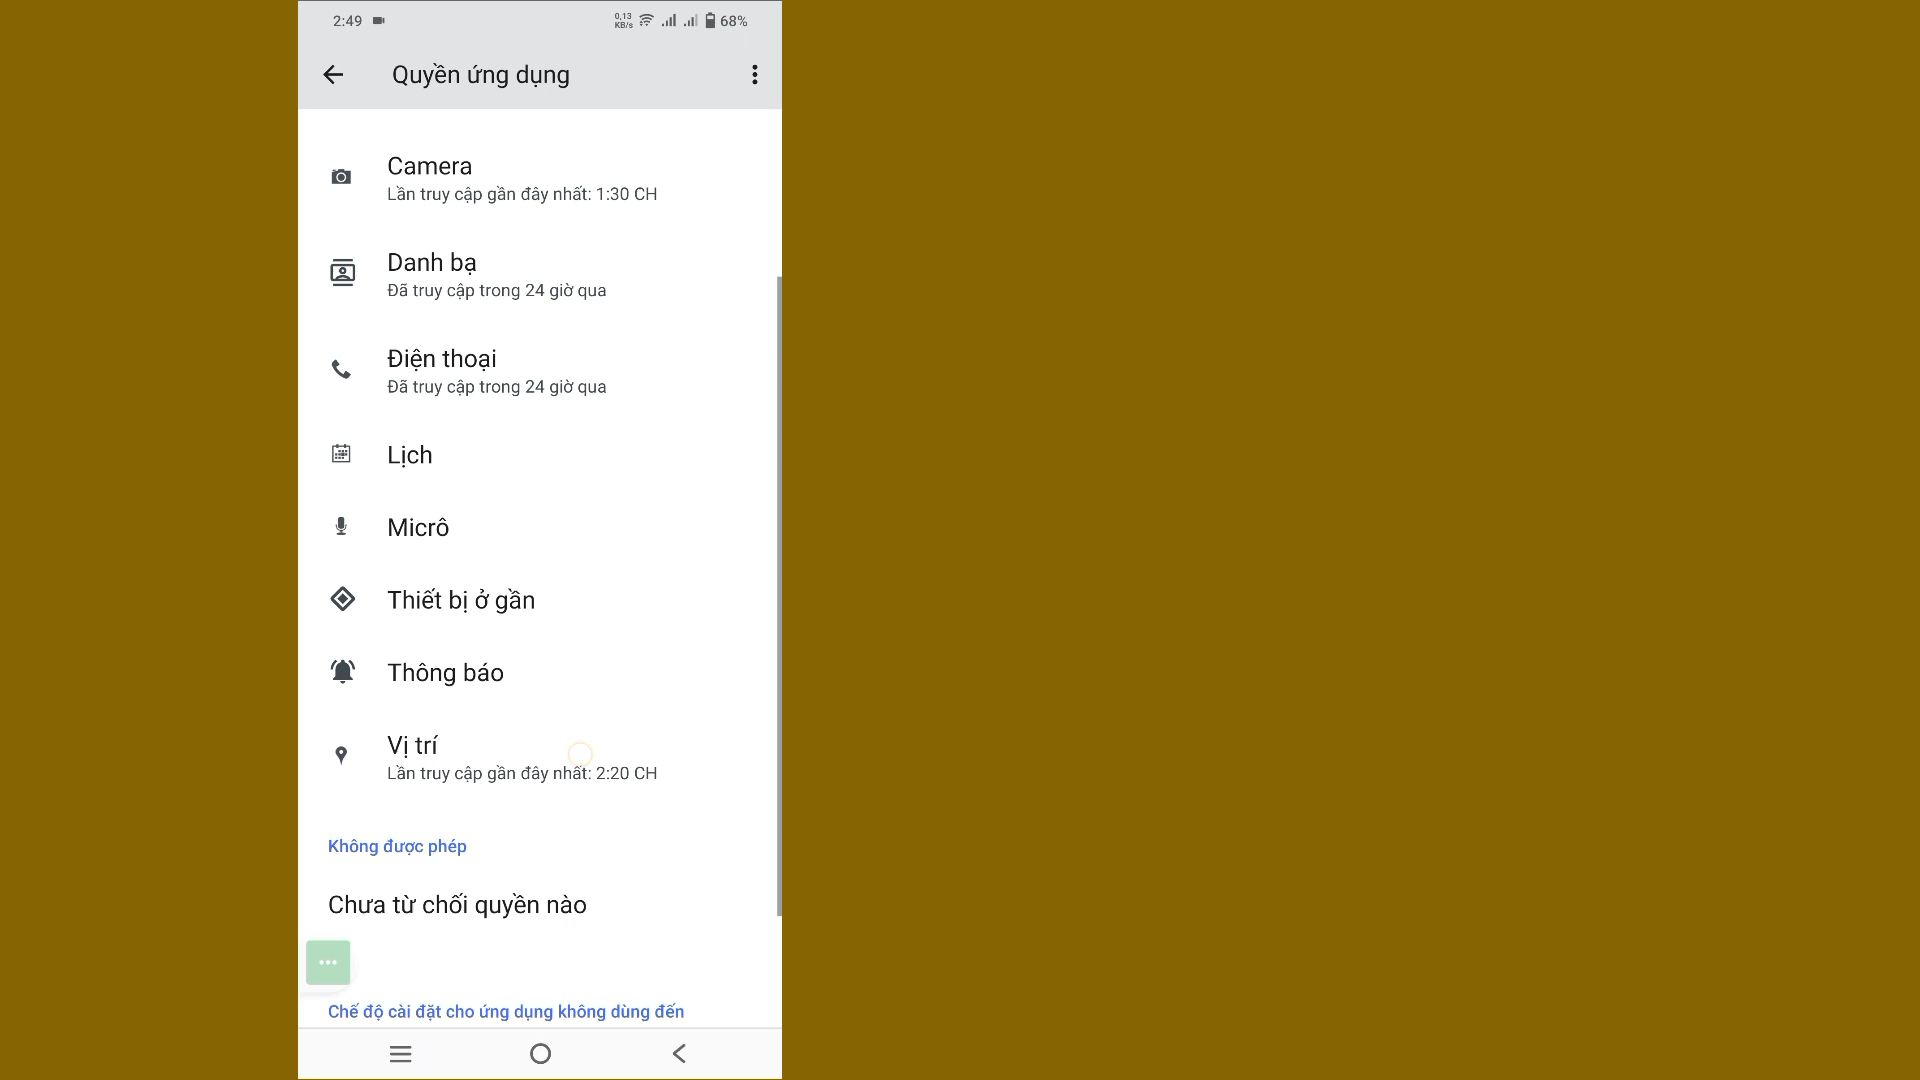 2:49 0,13 KB/s 68%
Quyền ứng dụng
Camera
Lần truy cập gần đây nhất: 1:30 CH
Danh bạ
Đã truy cập trong 24 giờ qua
Điện thoại
Đã truy cập trong 24 giờ qua
Lịch
Micrô
Thiết bị ở gần
Thông báo
Vị trí
Lần truy cập gần đây nhất: 2:20 CH
Không được phép
Chưa từ chối quyền nào
Chế độ cài đặt cho ứng dụng không dùng đến